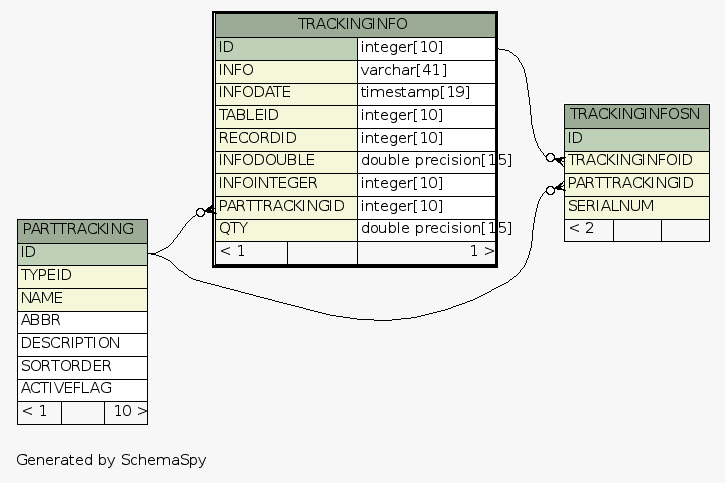 TRACKINGINFO
ID integer[10]
INFO varchar[41]
INFODATE timestamp[19]
TABLEID integer[10]
RECORDID integer[10]
INFODOUBLE double precision[15]
INFOINTEGER integer[10]
PARTTRACKINGID integer[10]
QTY double precision[15]
< 1 1 >
TRACKINGINFOSN
ID
TRACKINGINFOID
PARTTRACKINGID
SERIALNUM
< 2
PARTTRACKING
ID
TYPEID
NAME
ABBR
DESCRIPTION
SORTORDER
ACTIVEFLAG
< 1 10 >
Generated by SchemaSpy